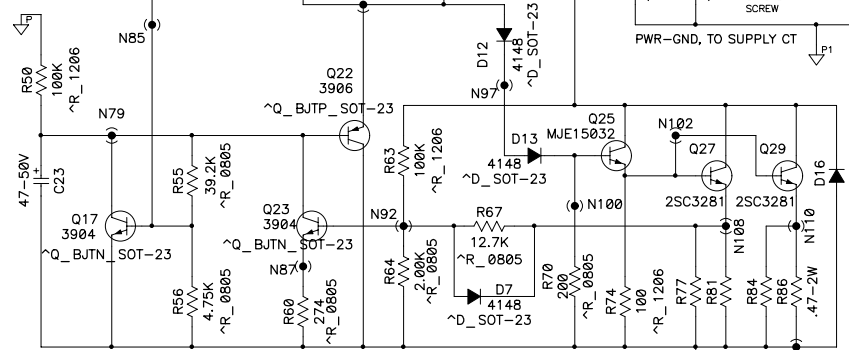 P
N85
SCREW
PWR-GND, TO SUPPLY CT
P1
D12
4148
^D_SOT-23
R50
100K
^R_1206
Q22
3906
^Q_BJTP_SOT-23
N97
N79
Q25
MJE15032
N102
Q27
Q29
D13
4148
^D_SOT-23
R63
100K
^R_1206
+
47-50V
C23
R55
39.2K
^R_0805
2SC3281
2SC3281
D16
Q17
3904
^Q_BJTN_SOT-23
Q23
3904
^Q_BJTN_SOT-23
N92
R67
12.7K
^R_0805
N100
N108
N110
N87
R64
2.00K
^R_0805
R56
4.75K
^R_0805
R60
274
^R_0805
D7
4148
^D_SOT-23
R70
200
^R_0805
R74
100
^R_1206
R77
R81
R84
R86
.47-2W